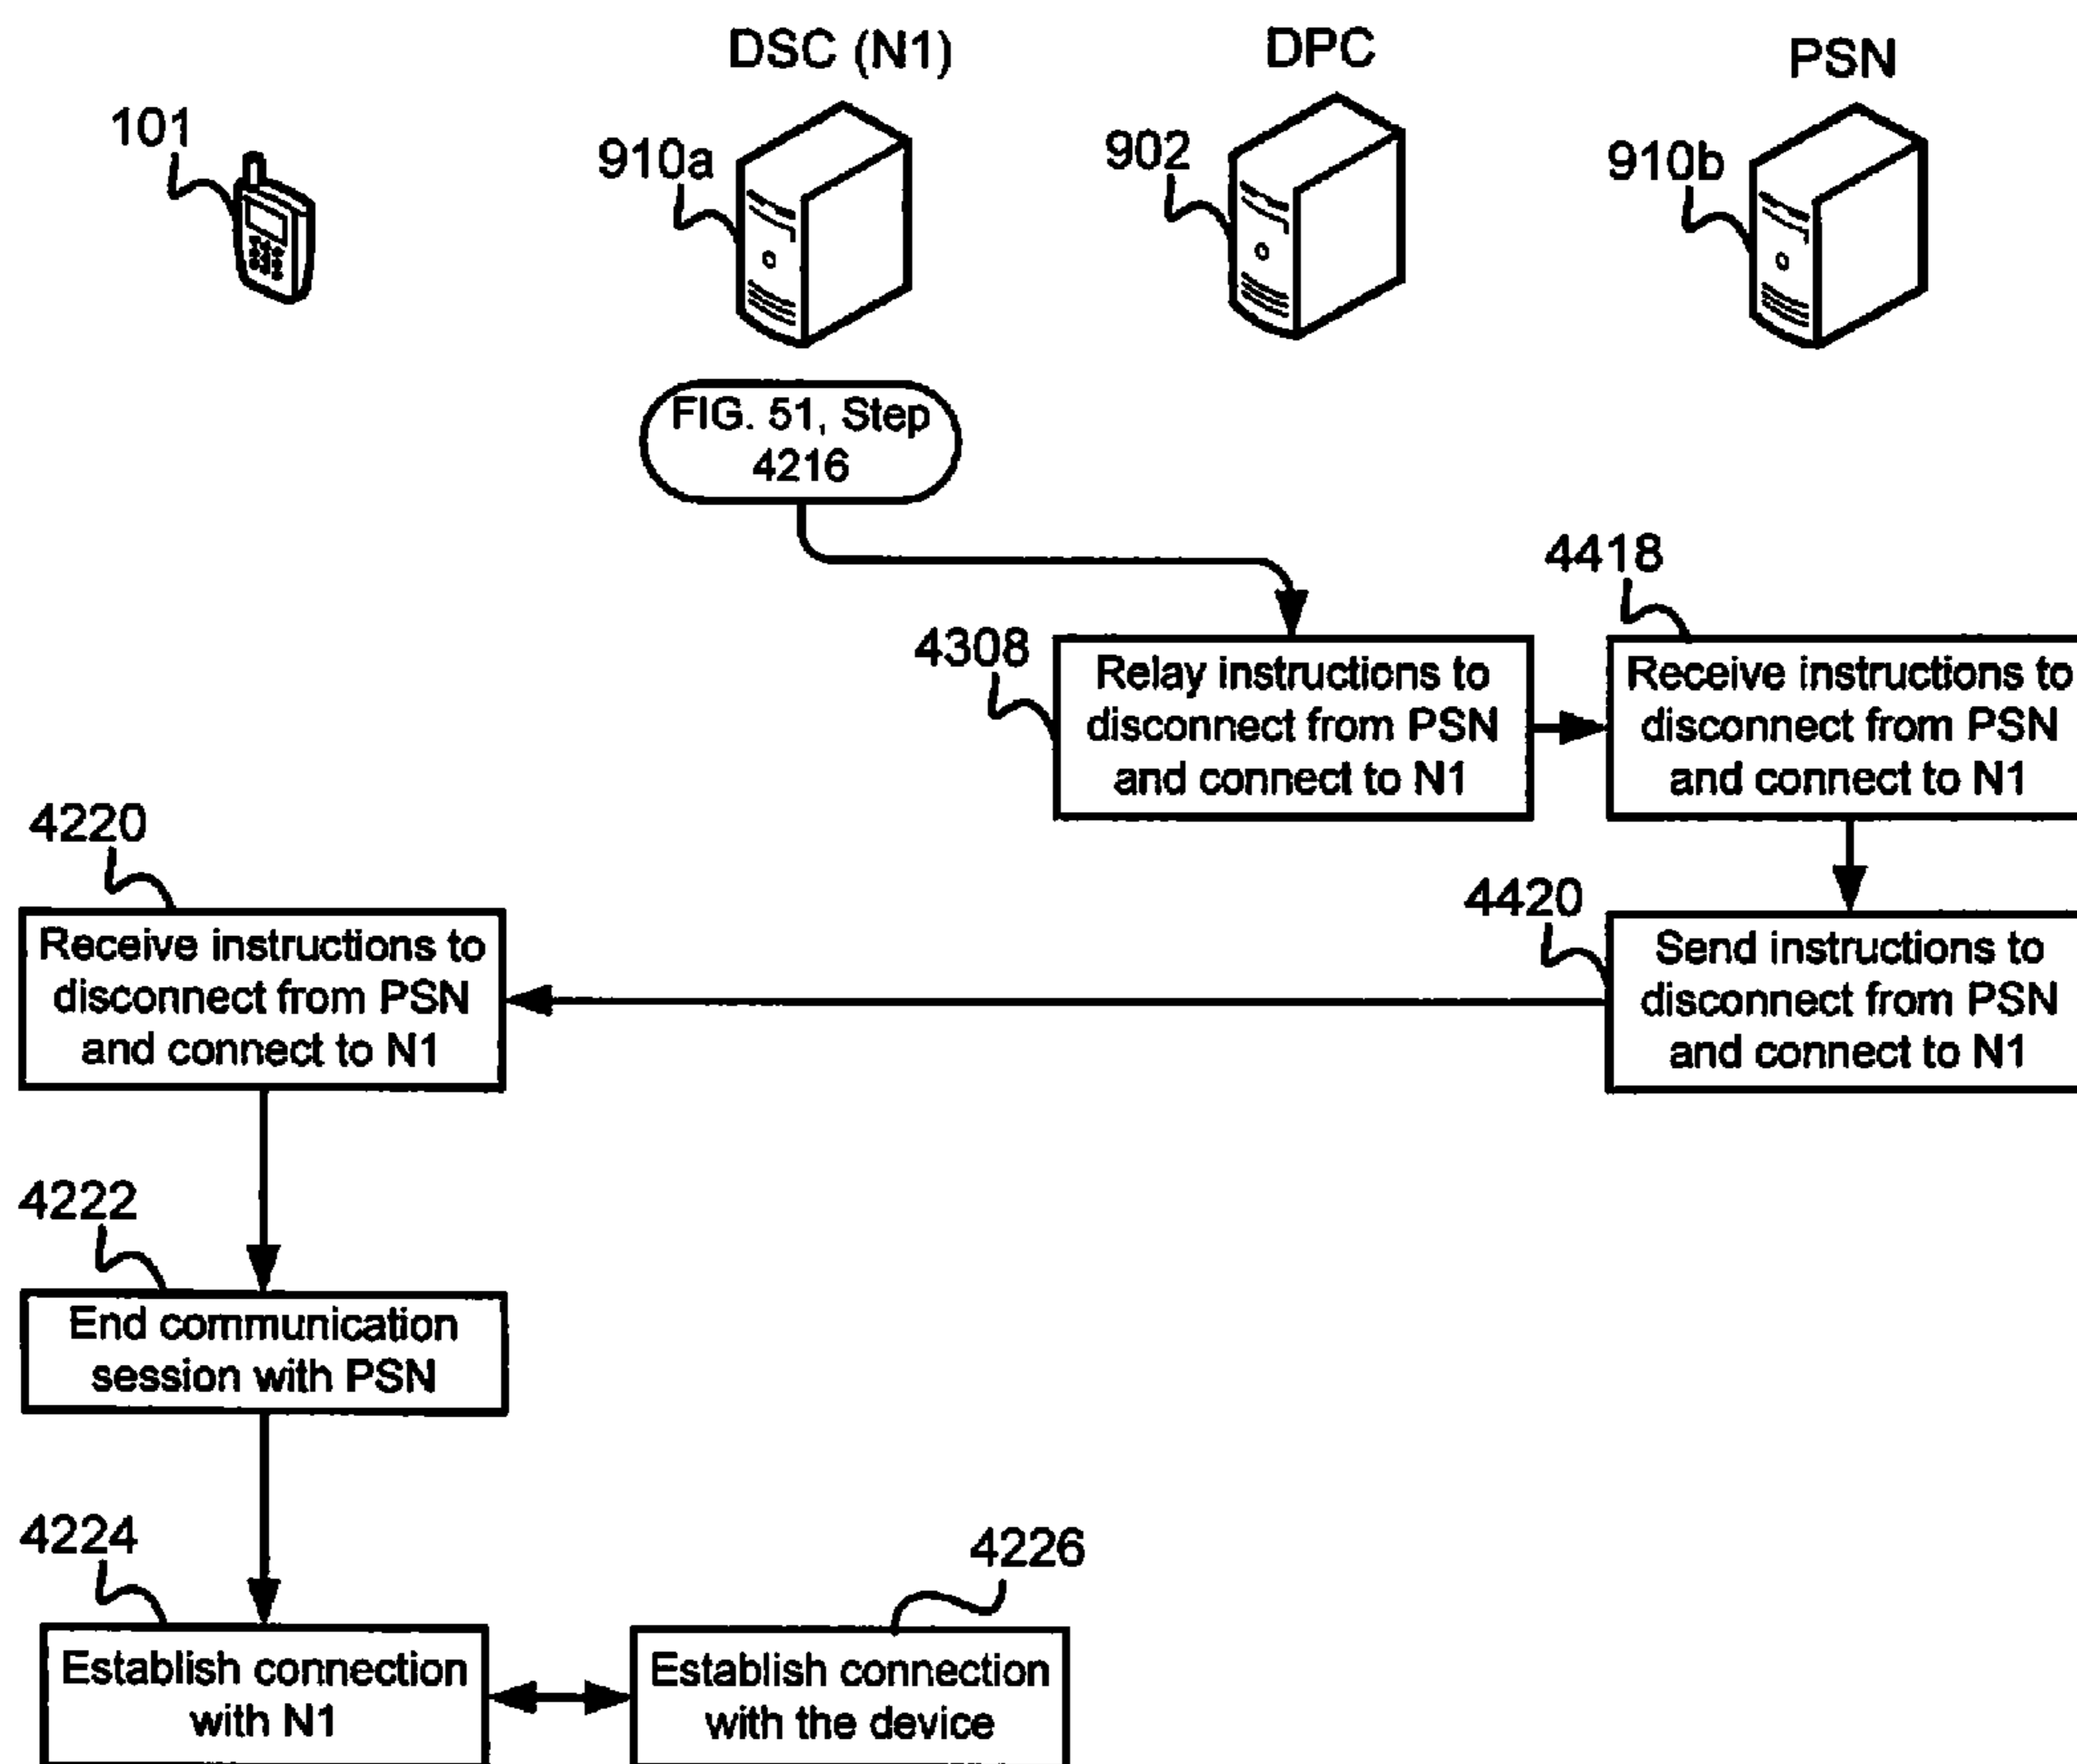 DSC (N1)
DPC
PSN
101
910a
902
910b
FIG. 51, Step
4216
4418
4308
Relay instructions to
disconnect from PSN
and connect to N1
Receive instructions to
disconnect from PSN
and connect to N1
4220
4420
Receive instructions to
disconnect from PSN
and connect to N1
Send instructions to
disconnect from PSN
and connect to N1
4222
End communication
session with PSN
4224
4226
Establish connection
with N1
Establish connection
with the device